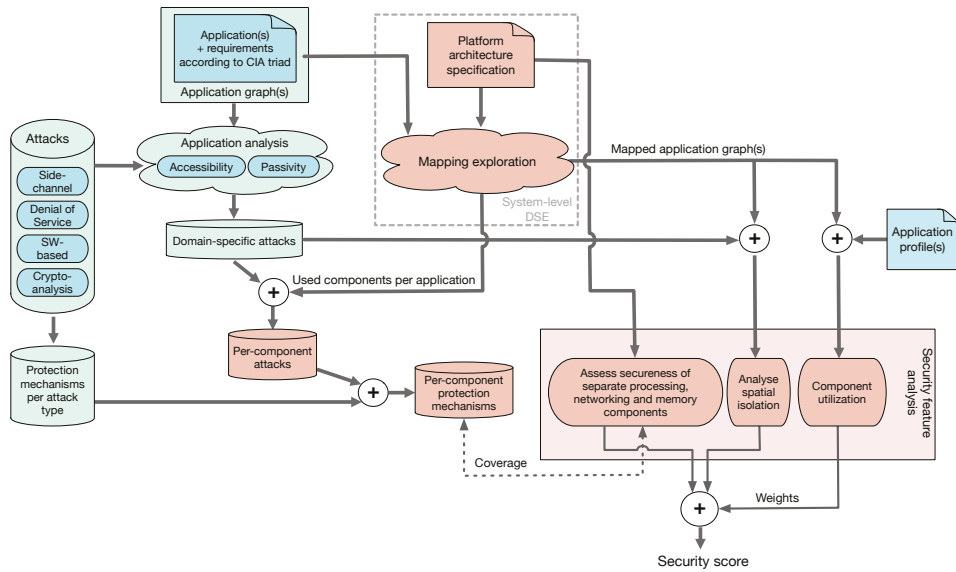 Application(s)
+ requirements
according to CIA triad
Application graph(s)
Platform
architecture
specification
Attacks
Side-
channel
Denial of
Service
SW-
based
Crypto-
analysis
Application analysis
Accessibility
Passivity
Mapping exploration
System-level
DSE
Mapped application graph(s)
Domain-specific attacks
+
+
Application
profile(s)
Used components per application
+
Per-component
attacks
Protection
mechanisms
per attack
type
+
Per-component
protection
mechanisms
Assess secureness of
separate processing,
networking and memory
components
Analyse
spatial
isolation
Component
utilization
Security feature
analysis
Coverage
Weights
+
Security score